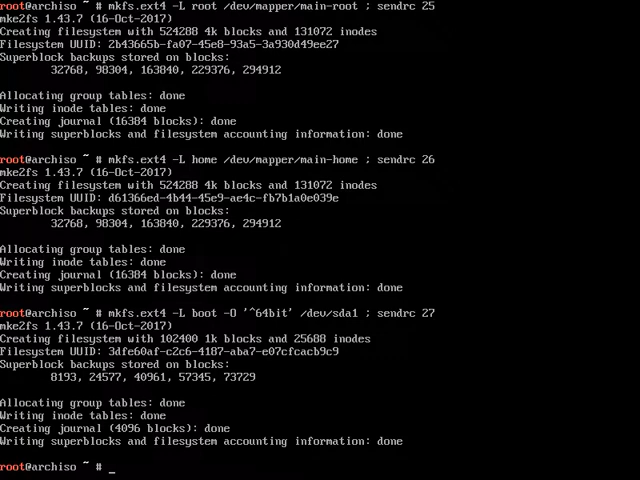 root@archiso ~ # mkfs.ext4 -L root /dev/mapper/main-root ; sendrc 25
mke2fs 1.43.7 (16-Oct-2017)
Creating filesystem with 524288 4k blocks and 131072 inodes
Filesystem UUID: 2b43665b-fa07-45e8-93a5-3a930d49ee27
Superblock backups stored on blocks:
32768, 98304, 163840, 229376, 294912
Allocating group tables: done
Writing inode tables: done
Creating journal (16384 blocks): done
Writing superblocks and filesystem accounting information: done
root@archiso ~ # mkfs.ext4 -L home /dev/mapper/main-home ; sendrc 26
mke2fs 1.43.7 (16-Oct-2017)
Creating filesystem with 524288 4k blocks and 131072 inodes
Filesystem UUID: d61366ed-4b44-45e9-ae4c-fb7b1a0e039e
Superblock backups stored on blocks:
32768, 98304, 163840, 229376, 294912
Allocating group tables: done
Writing inode tables: done
Creating journal (16384 blocks): done
Writing superblocks and filesystem accounting information: done
root@archiso ~ # mkfs.ext4 -L boot -O '^64bit' /dev/sda1 ; sendrc 27
mke2fs 1.43.7 (16-Oct-2017)
Creating filesystem with 102400 1k blocks and 25688 inodes
Filesystem UUID: 3dfe60af-c2c6-4187-aba7-e07cfcacb9c9
Superblock backups stored on blocks:
8193, 24577, 40961, 57345, 73729
Allocating group tables: done
Writing inode tables: done
Creating journal (4096 blocks): done
Writing superblocks and filesystem accounting information: done
root@archiso ~ # _